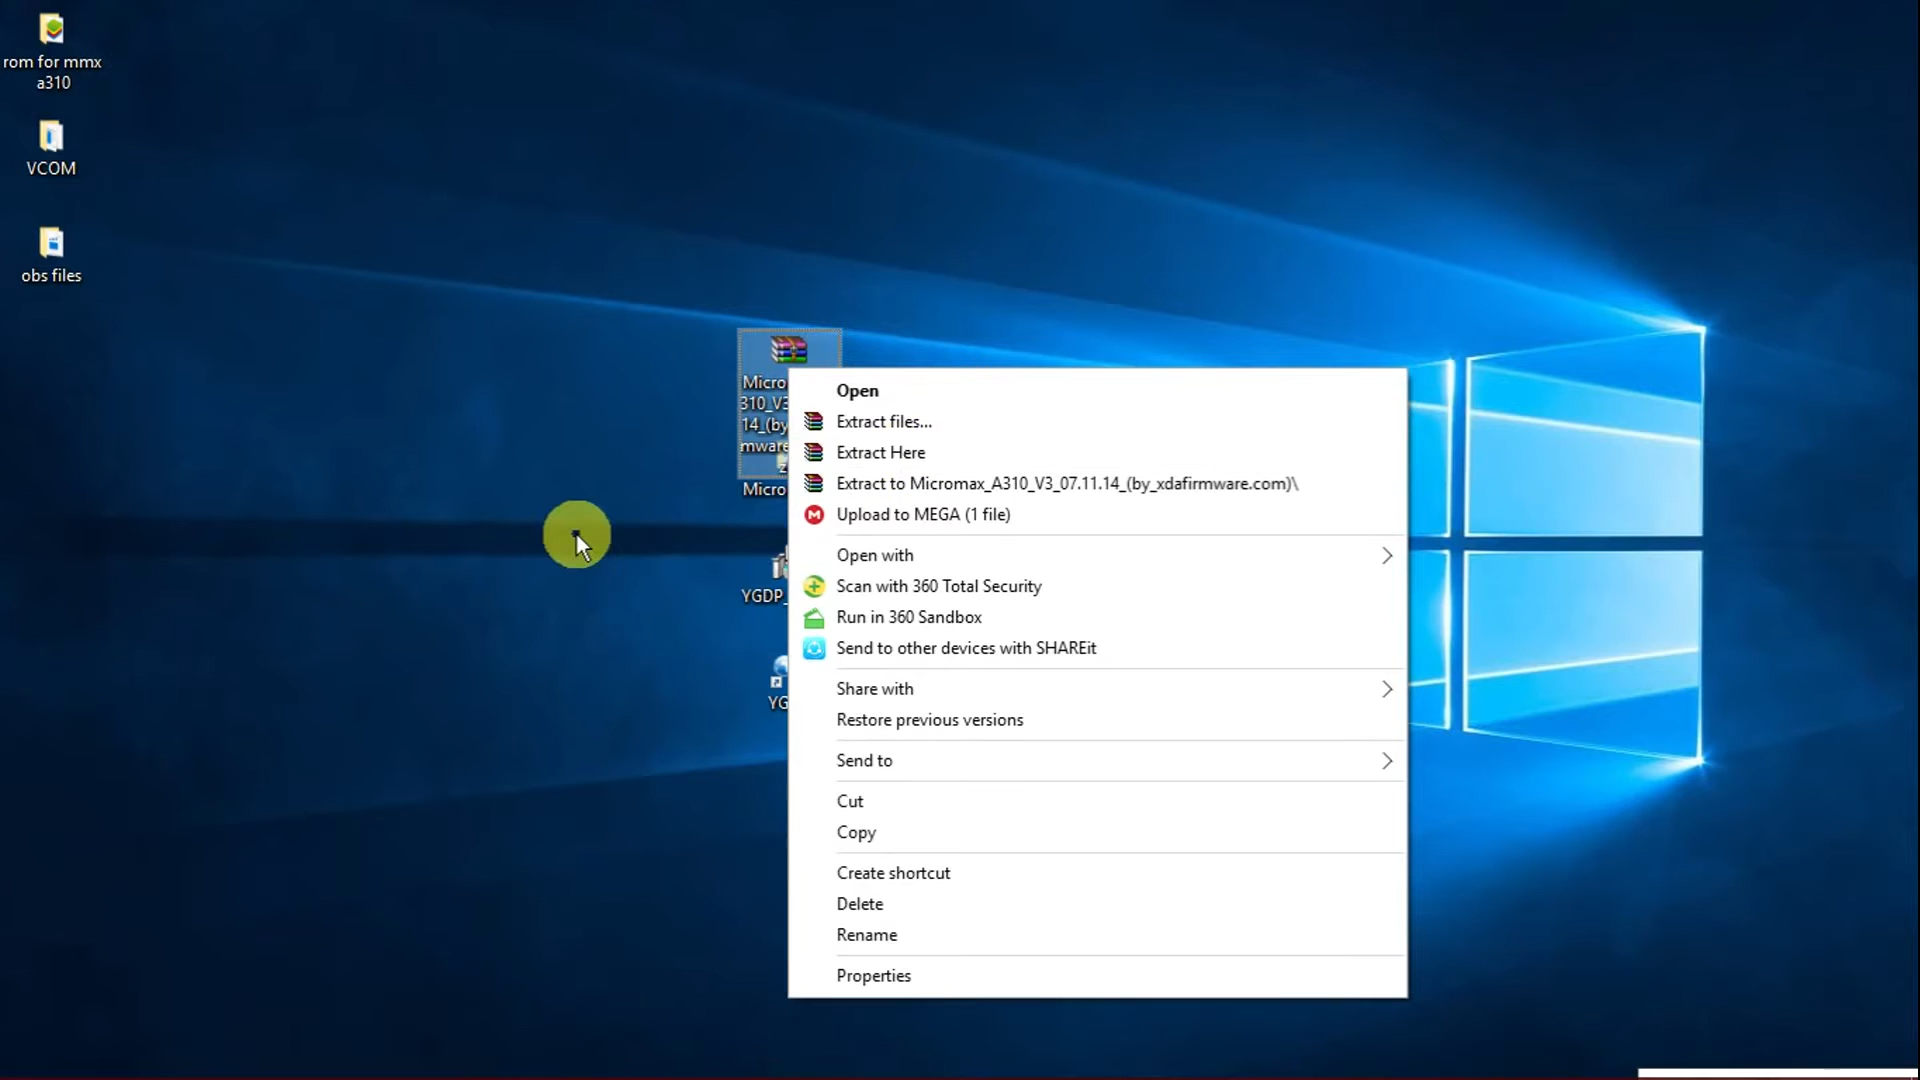 rom for mmx
a310
VCOM
obs files
Micro
310_V3
14_(by
mware
z
Micro
YGDP_
YG
Open
Extract files...
Extract Here
Extract to Micromax_A310_V3_07.11.14_(by_xdafirmware.com)\
Upload to MEGA (1 file)
Open with
Scan with 360 Total Security
Run in 360 Sandbox
Send to other devices with SHAREit
Share with
Restore previous versions
Send to
Cut
Copy
Create shortcut
Delete
Rename
Properties